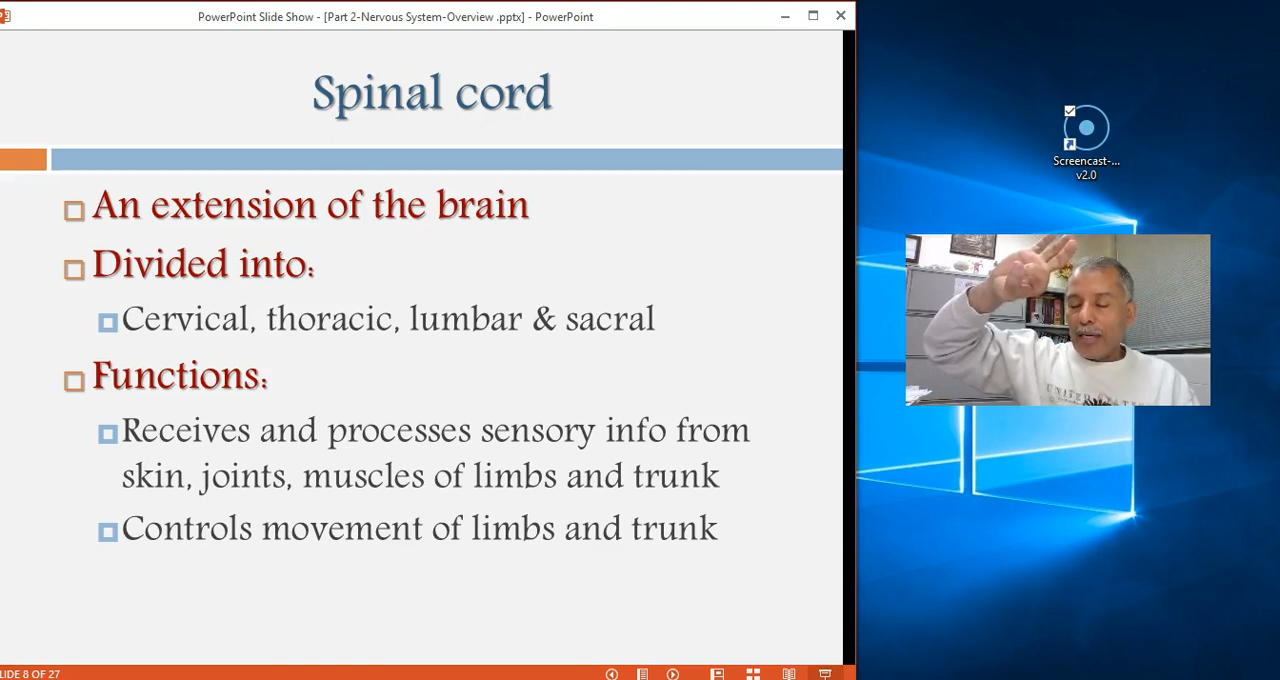 PowerPoint Slide Show - [Part 2-Nervous System-Overview .pptx] - PowerPoint
Spinal cord
An extension of the brain
Divided into:
Cervical, thoracic, lumbar & sacral
Functions:
Receives and processes sensory info from
skin, joints, muscles of limbs and trunk
Controls movement of limbs and trunk
LIDE 8 OF 27
Screencast-...
v2.0
UNITED STATES